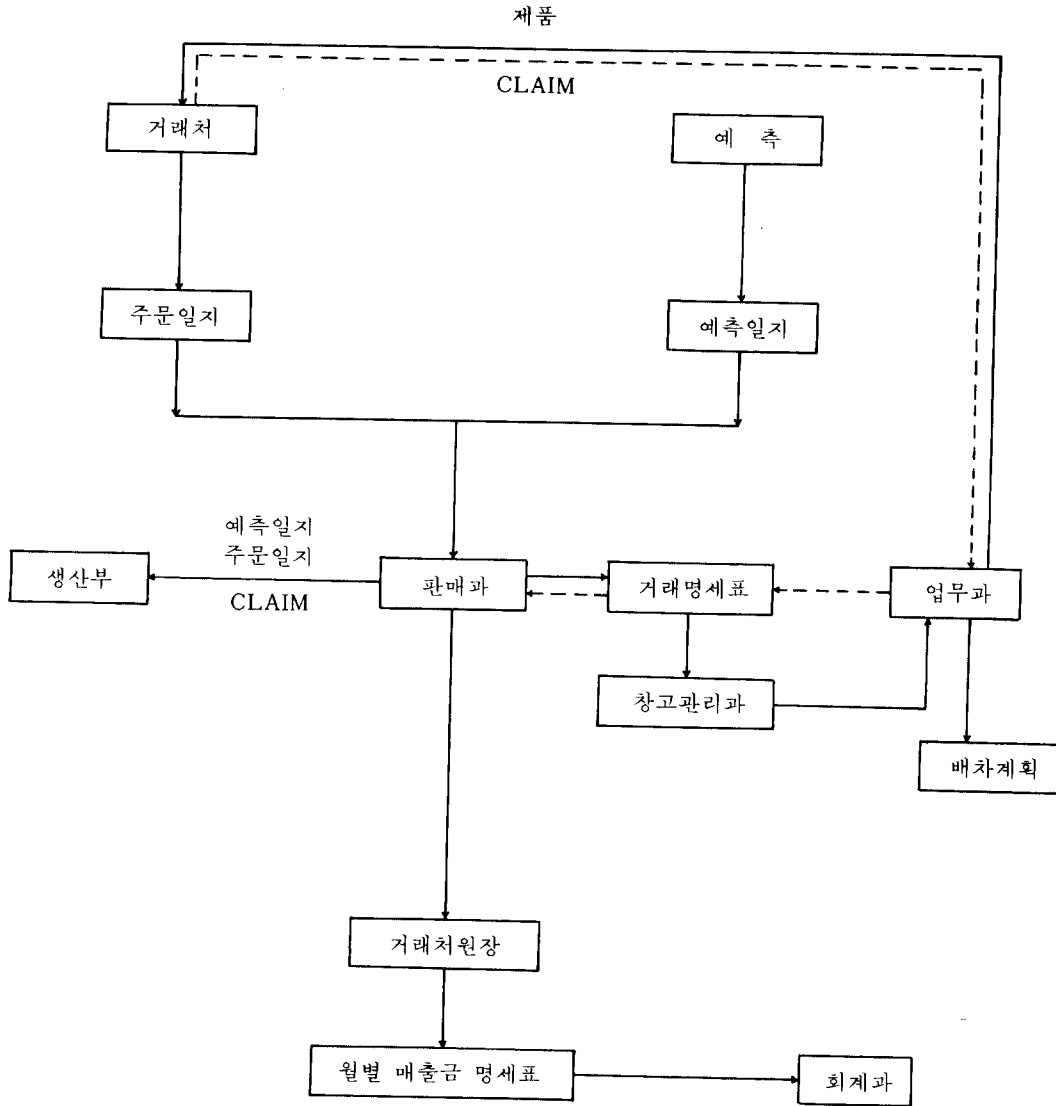 제품
CLAIM
거래처
예 측
주문일지
예측일지
예측일지
주문일지
생산부
CLAIM
판매과
거래명세표
업무과
창고관리과
배차계획
거래처원장
월별 매출금 명세표
회계과